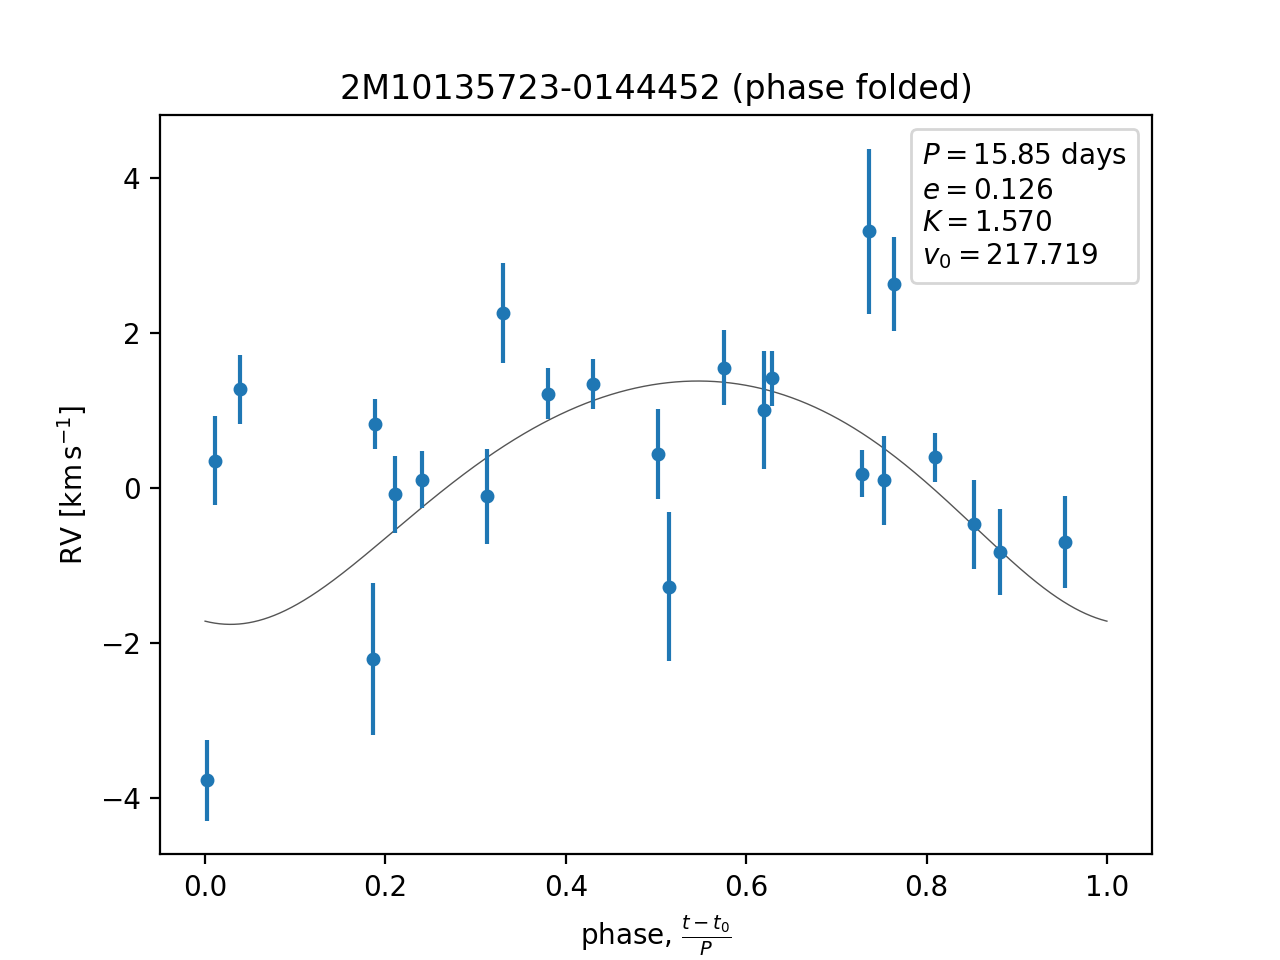 2M10135723-0144452 (phase folded)
P = 15.85 days
e = 0.126
K = 1.570
v₀ = 217.719
4
2
0
−2
−4
RV [km s⁻¹]
0.0 0.2 0.4 0.6 0.8 1.0
phase, (t − t₀)/P